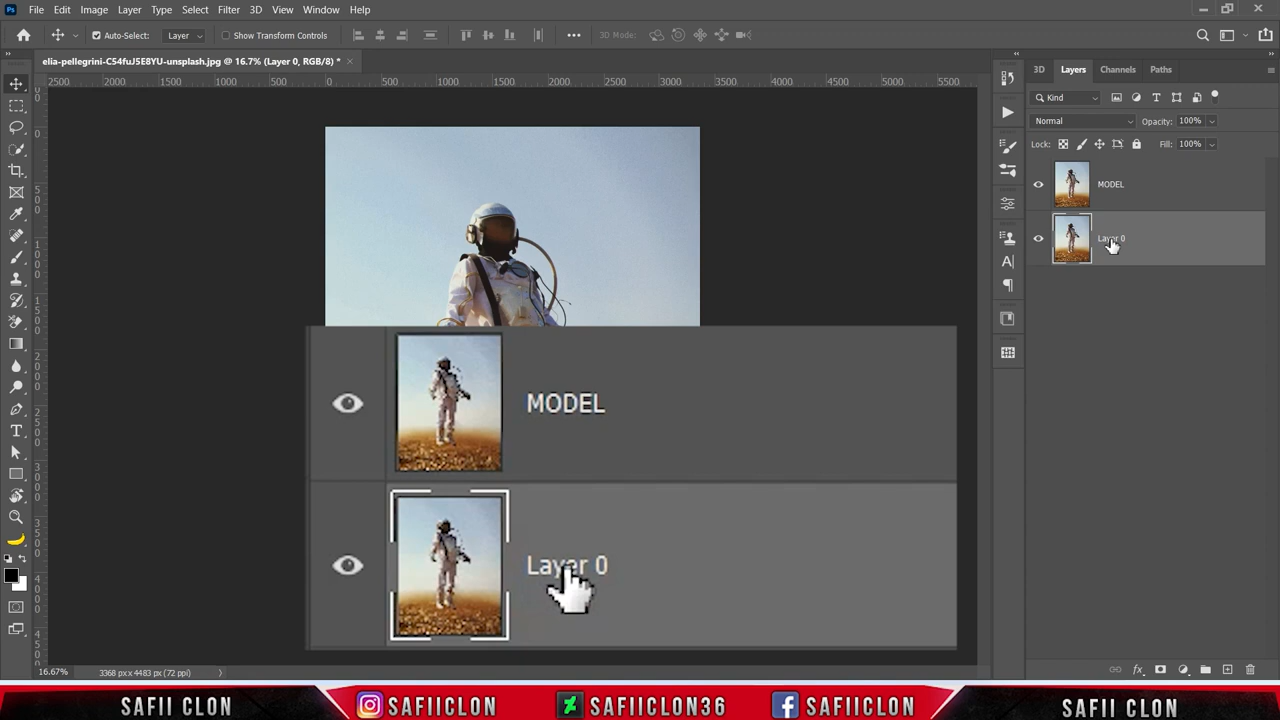 Ps File Edit Image Layer Type Select Filter 3D View Window Help
Auto-Select: Layer Show Transform Controls ••• 3D Mode:
elia-pellegrini-C54fuJ5E8YU-unsplash.jpg @ 16.7% (Layer 0, RGB/8) * ×
3D Layers Channels Paths
2500 2000 1500 1000 500 0 500 1000 1500 2000 2500 3000 3500 4000 4500 5000 5500
Kind
Normal Opacity: 100%
Lock: Fill: 100%
MODEL
Layer 0
MODEL
Layer 0
16.67% 3368 px x 4483 px (72 ppi)
SAFII CLON SAFIICLON SAFIICLON36 SAFIICLON SAFII CLON